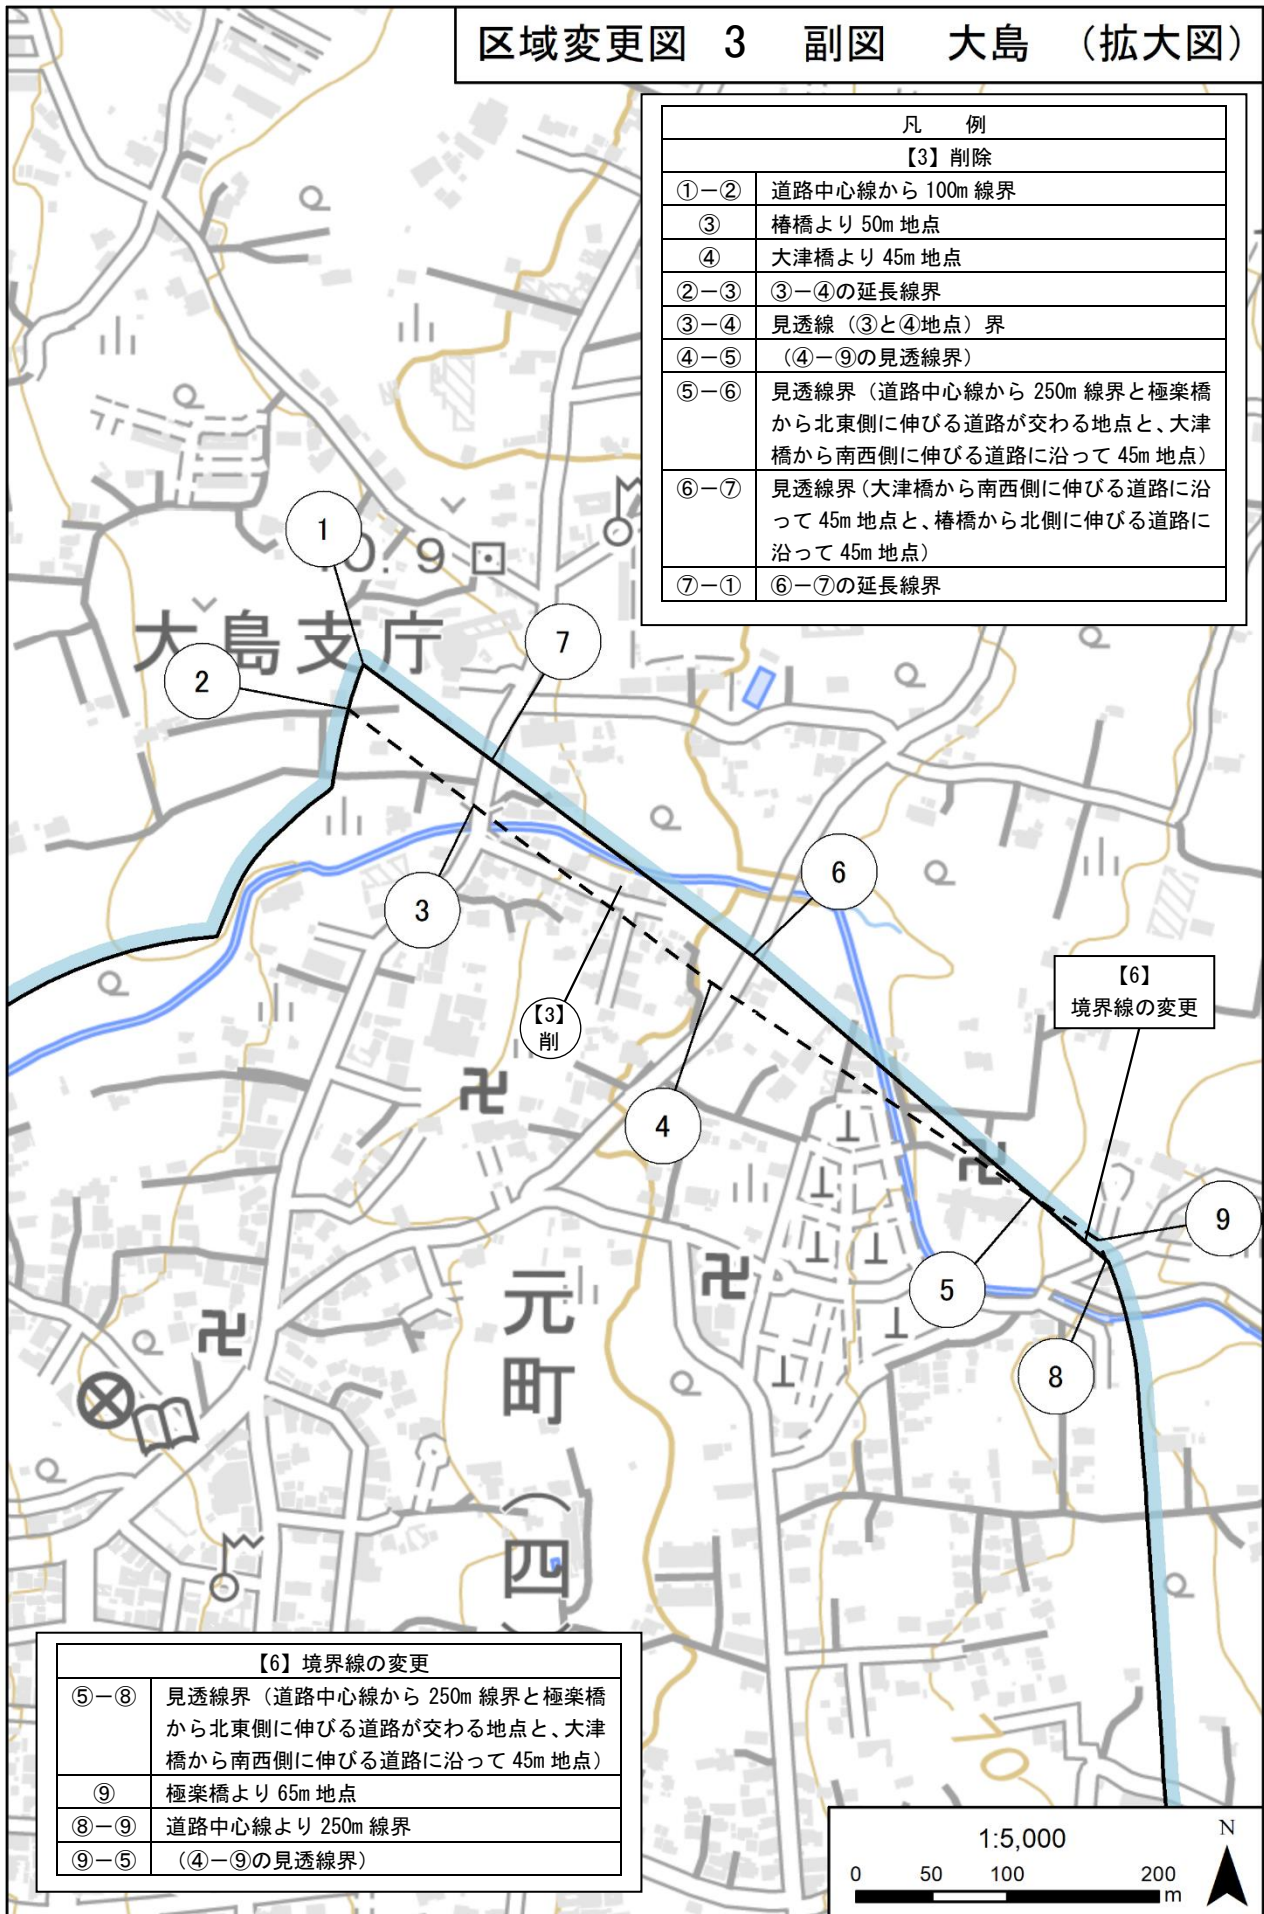 区域変更図 3 副図 大島 （拡大図）
凡 例
【3】削除
①－② 道路中心線から 100m 線界
③ 椿橋より 50m 地点
④ 大津橋より 45m 地点
②－③ ③－④の延長線界
③－④ 見透線（③と④地点）界
④－⑤ （④－⑨の見透線界）
⑤－⑥ 見透線界（道路中心線から 250m 線界と極楽橋
から北東側に伸びる道路が交わる地点と、大津
橋から南西側に伸びる道路に沿って 45m 地点）
⑥－⑦ 見透線界（大津橋から南西側に伸びる道路に沿
って 45m 地点と、椿橋から北側に伸びる道路に
沿って 45m 地点）
⑦－① ⑥－⑦の延長線界
1
0.9
大島支庁
7
2
6
3
【6】
境界線の変更
【3】
削
4
9
5
元町（四）
8
70
【6】境界線の変更
⑤－⑧ 見透線界（道路中心線から 250m 線界と極楽橋
から北東側に伸びる道路が交わる地点と、大津
橋から南西側に伸びる道路に沿って 45m 地点）
⑨ 極楽橋より 65m 地点
⑧－⑨ 道路中心線より 250m 線界
⑨－⑤ （④－⑨の見透線界）
1:5,000
N
0 50 100 200
m